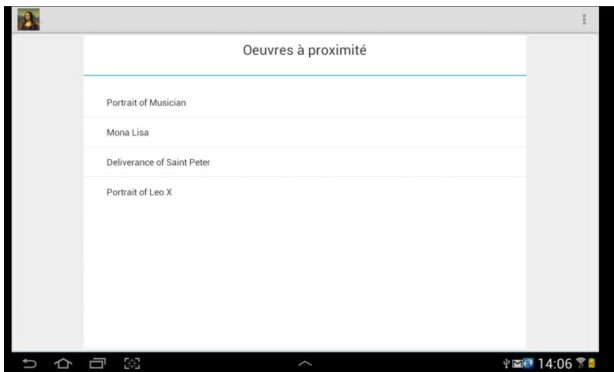 Oeuvres à proximité
Portrait of Musician
Mona Lisa
Deliverance of Saint Peter
Portrait of Leo X
14:06